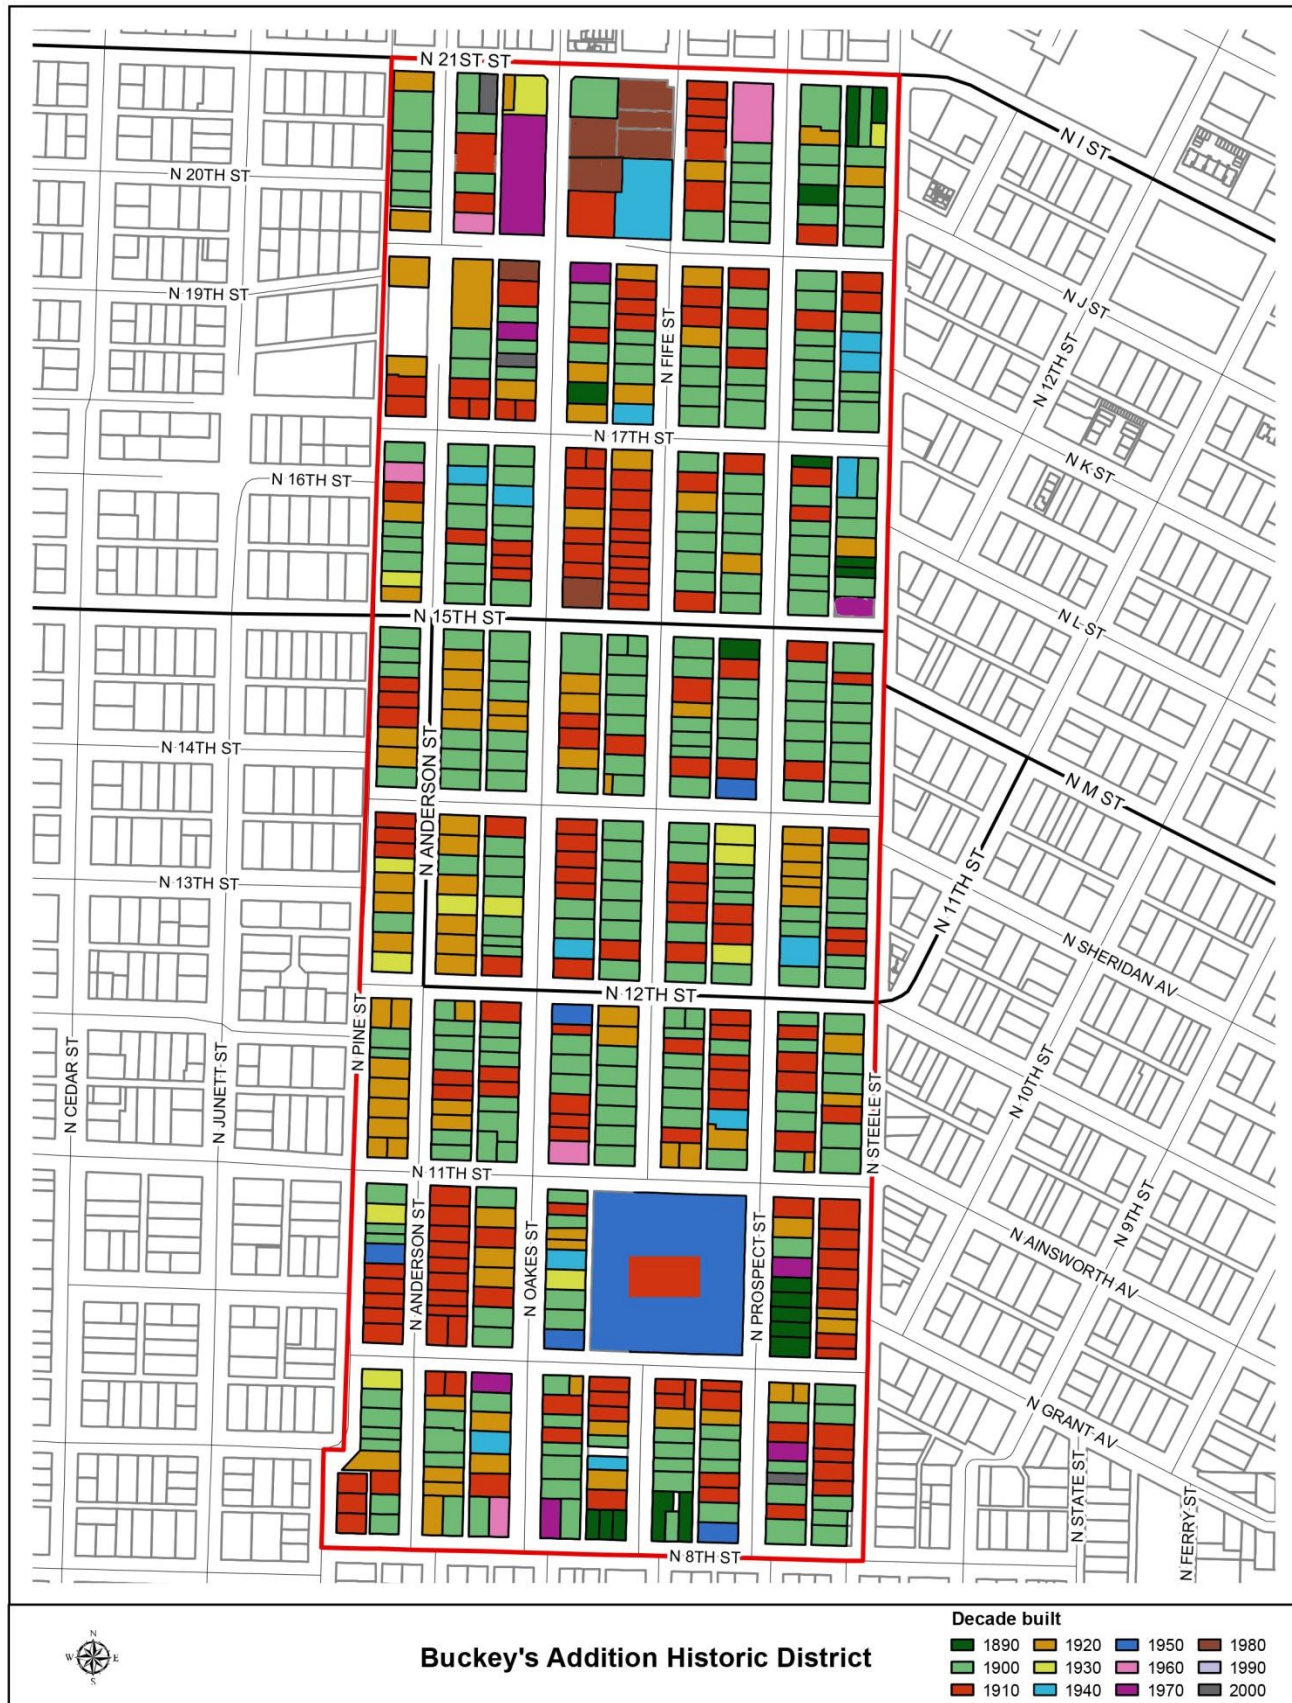 N 21ST ST
N I ST
N 20TH ST
N 19TH ST
N J ST
N 12TH ST
N FIFE ST
N 17TH ST
N K ST
N 16TH ST
N 15TH ST
N L ST
N ANDERSON ST
N 14TH ST
N M ST
N 13TH ST
N 11TH ST
N SHERIDAN AV
N 12TH ST
N PINE ST
N CEDAR ST
N JUNETT ST
N 10TH ST
N STEELE ST
N 11TH ST
N 9TH ST
N AINSWORTH AV
N ANDERSON ST
N OAKES ST
N PROSPECT ST
N GRANT AV
N STATE ST
N FERRY ST
N 8TH ST
N
W E
S
Buckey's Addition Historic District
Decade built
1890 1920 1950 1980
1900 1930 1960 1990
1910 1940 1970 2000